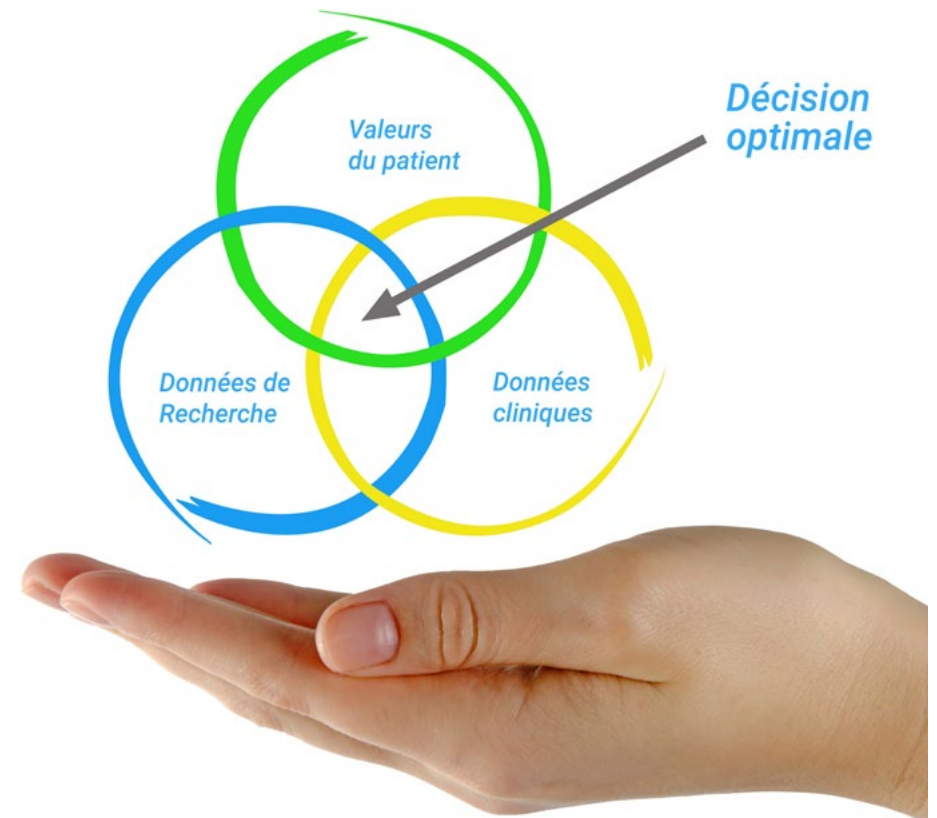 Décision
optimale
Valeurs
du patient
Données de
Recherche
Données
cliniques